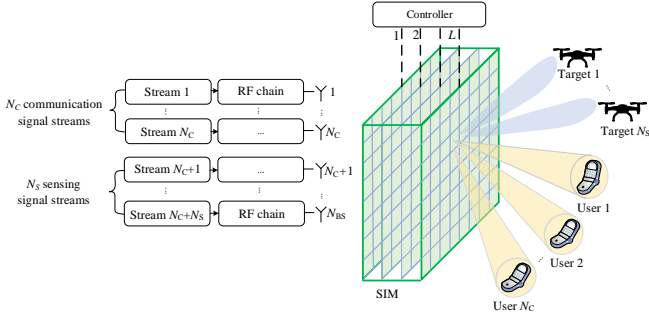 Controller
1 2 L
Target 1
Target N_S
N_C communication
signal streams
Stream 1
RF chain
1
Stream N_C
...
N_C
N_S sensing
signal streams
Stream N_C+1
...
N_C+1
Stream N_C+N_S
RF chain
N_BS
User 1
User 2
User N_C
SIM